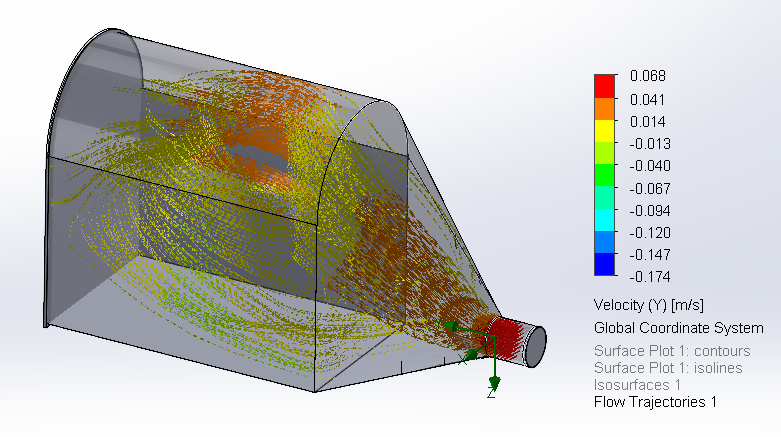 0.068
0.041
0.014
-0.013
-0.040
-0.067
-0.094
-0.120
-0.147
-0.174
Velocity (Y) [m/s]
Global Coordinate System
Surface Plot 1: contours
Surface Plot 1: isolines
Isosurfaces 1
Flow Trajectories 1
X
Z